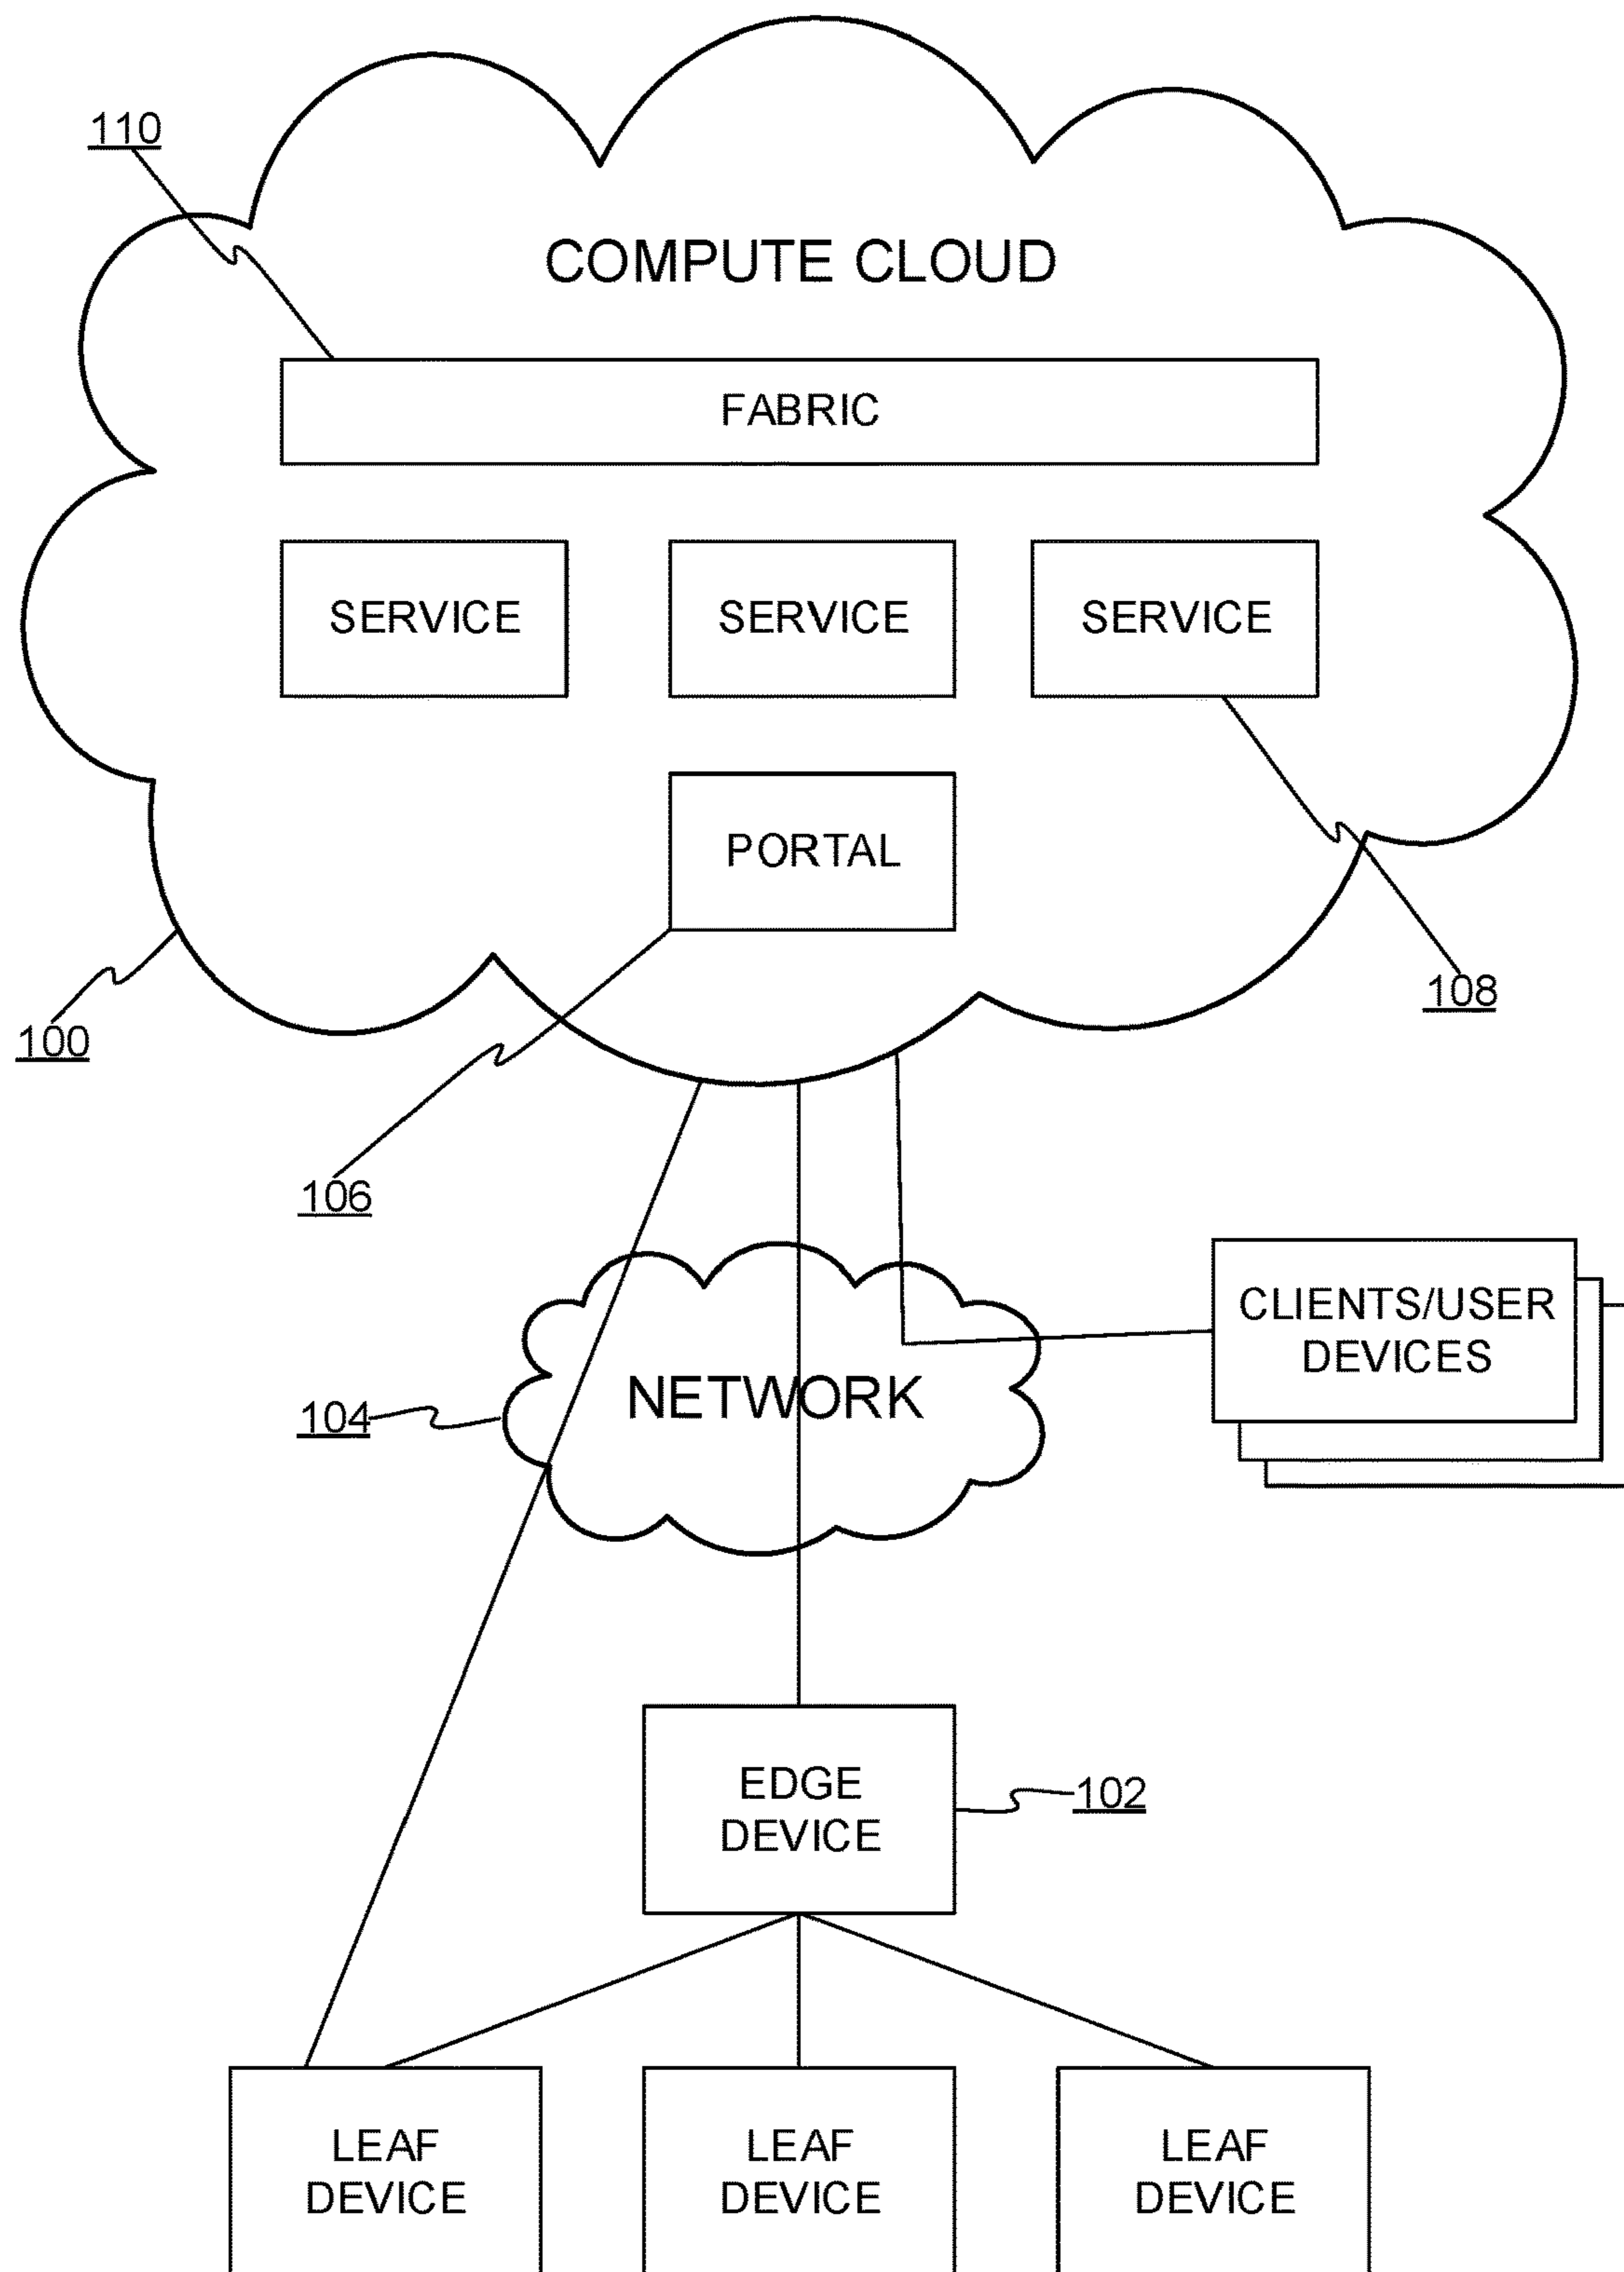 110
COMPUTE CLOUD
FABRIC
SERVICE
SERVICE
SERVICE
PORTAL
108
100
106
CLIENTS/USER
DEVICES
NETWORK
104
EDGE
DEVICE
102
LEAF
DEVICE
LEAF
DEVICE
LEAF
DEVICE